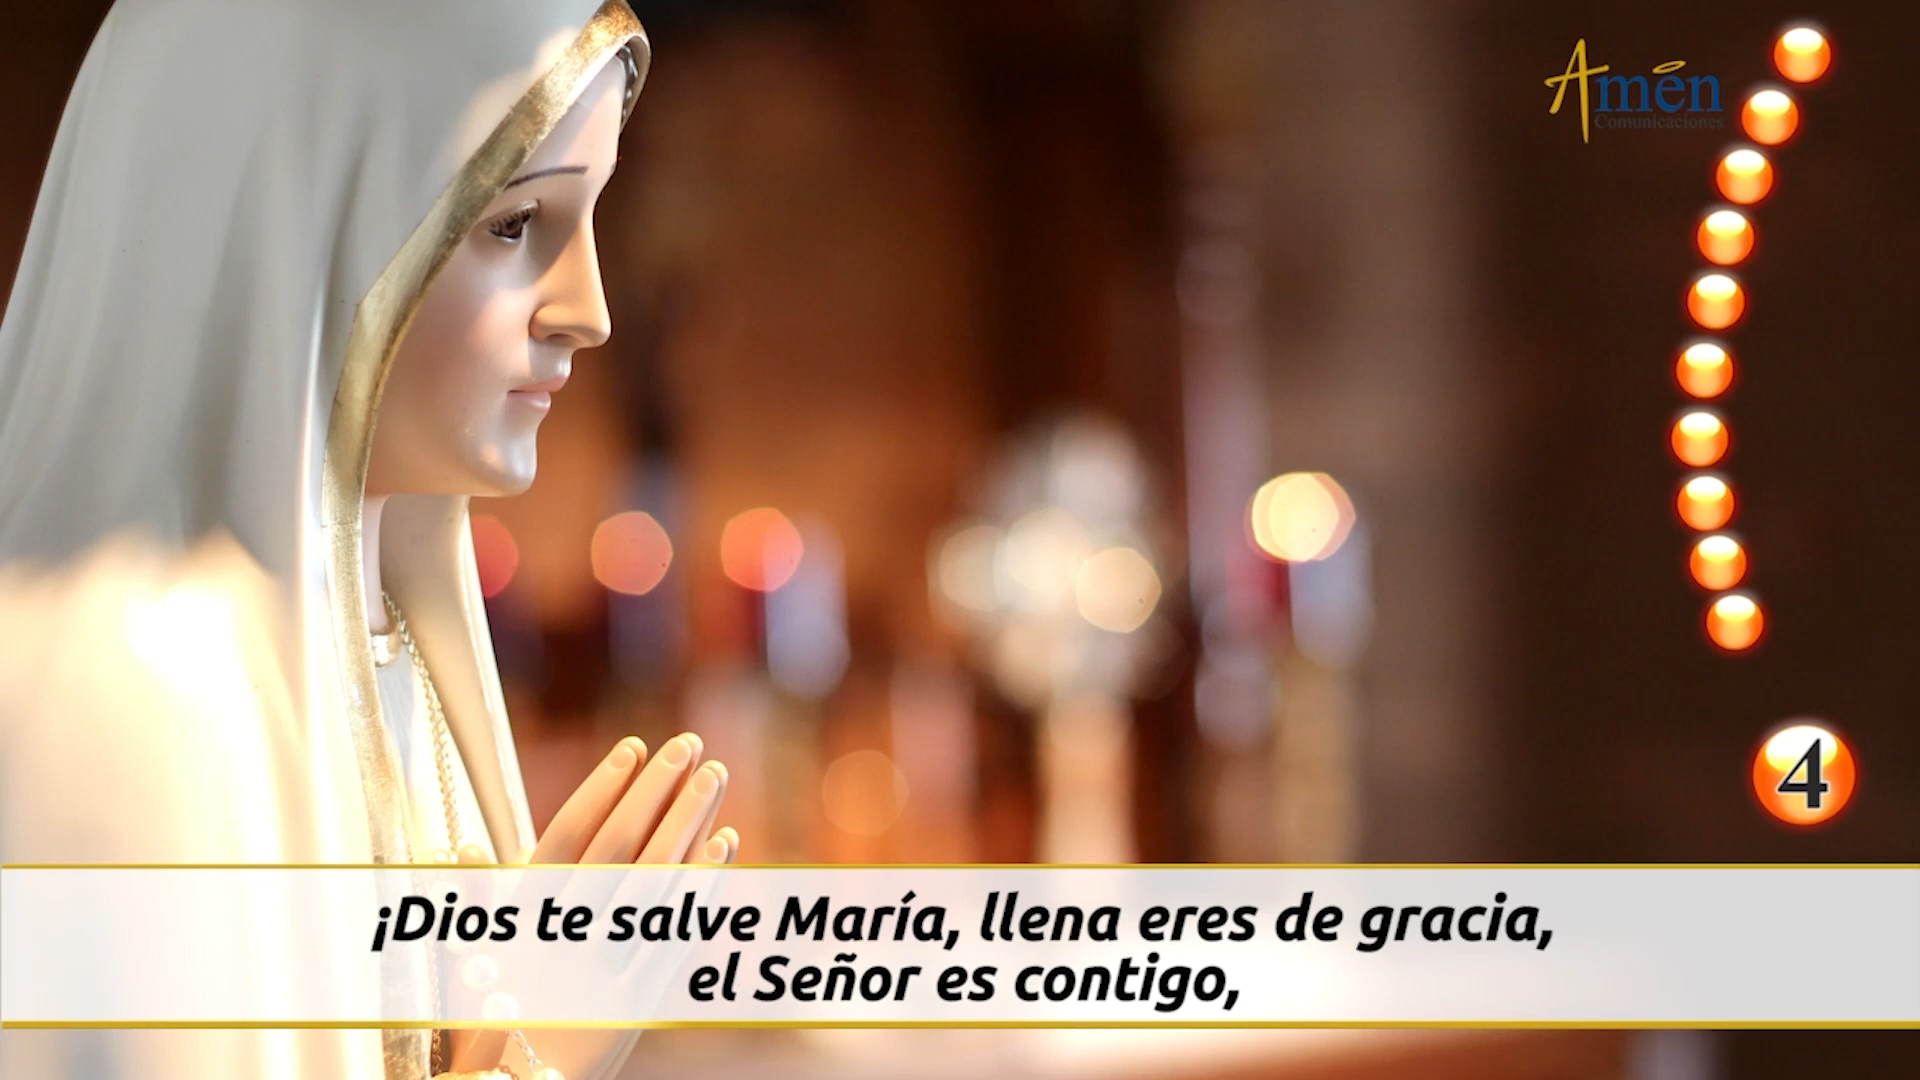 Amén
Comunicaciones
4
¡Dios te salve María, llena eres de gracia,
el Señor es contigo,